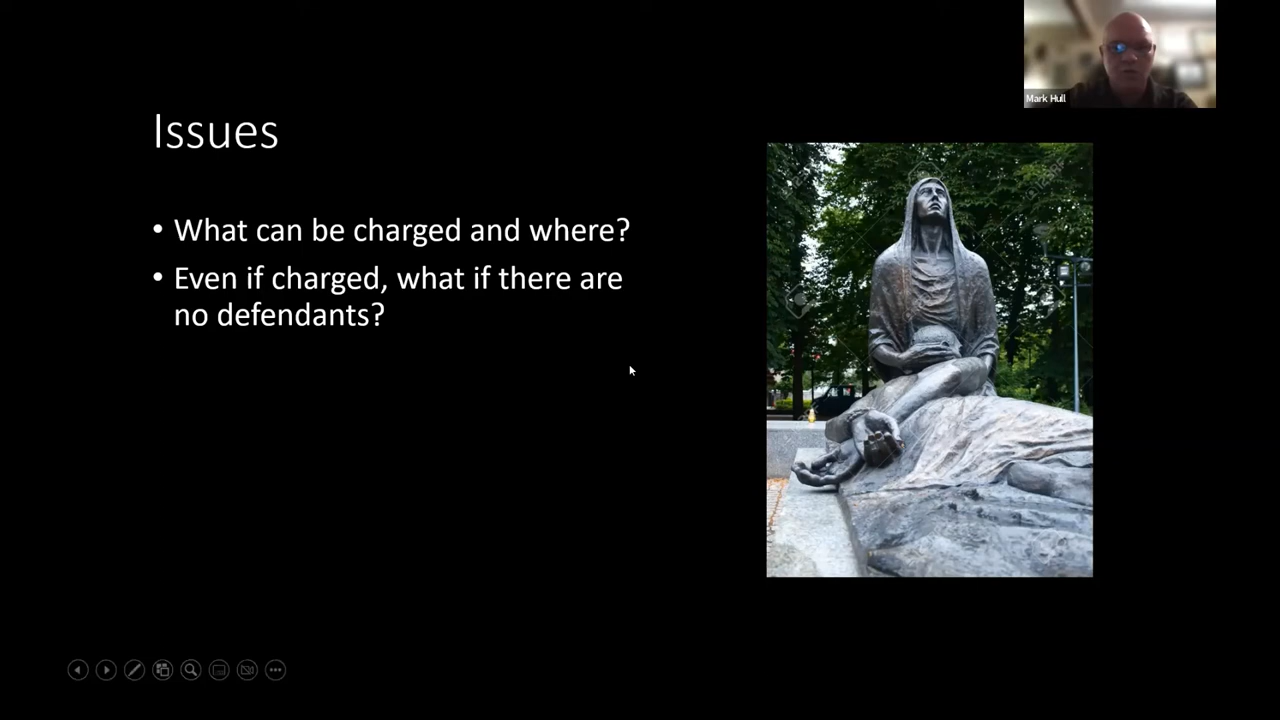 Mark Hull
Issues
• What can be charged and where?
• Even if charged, what if there are
no defendants?